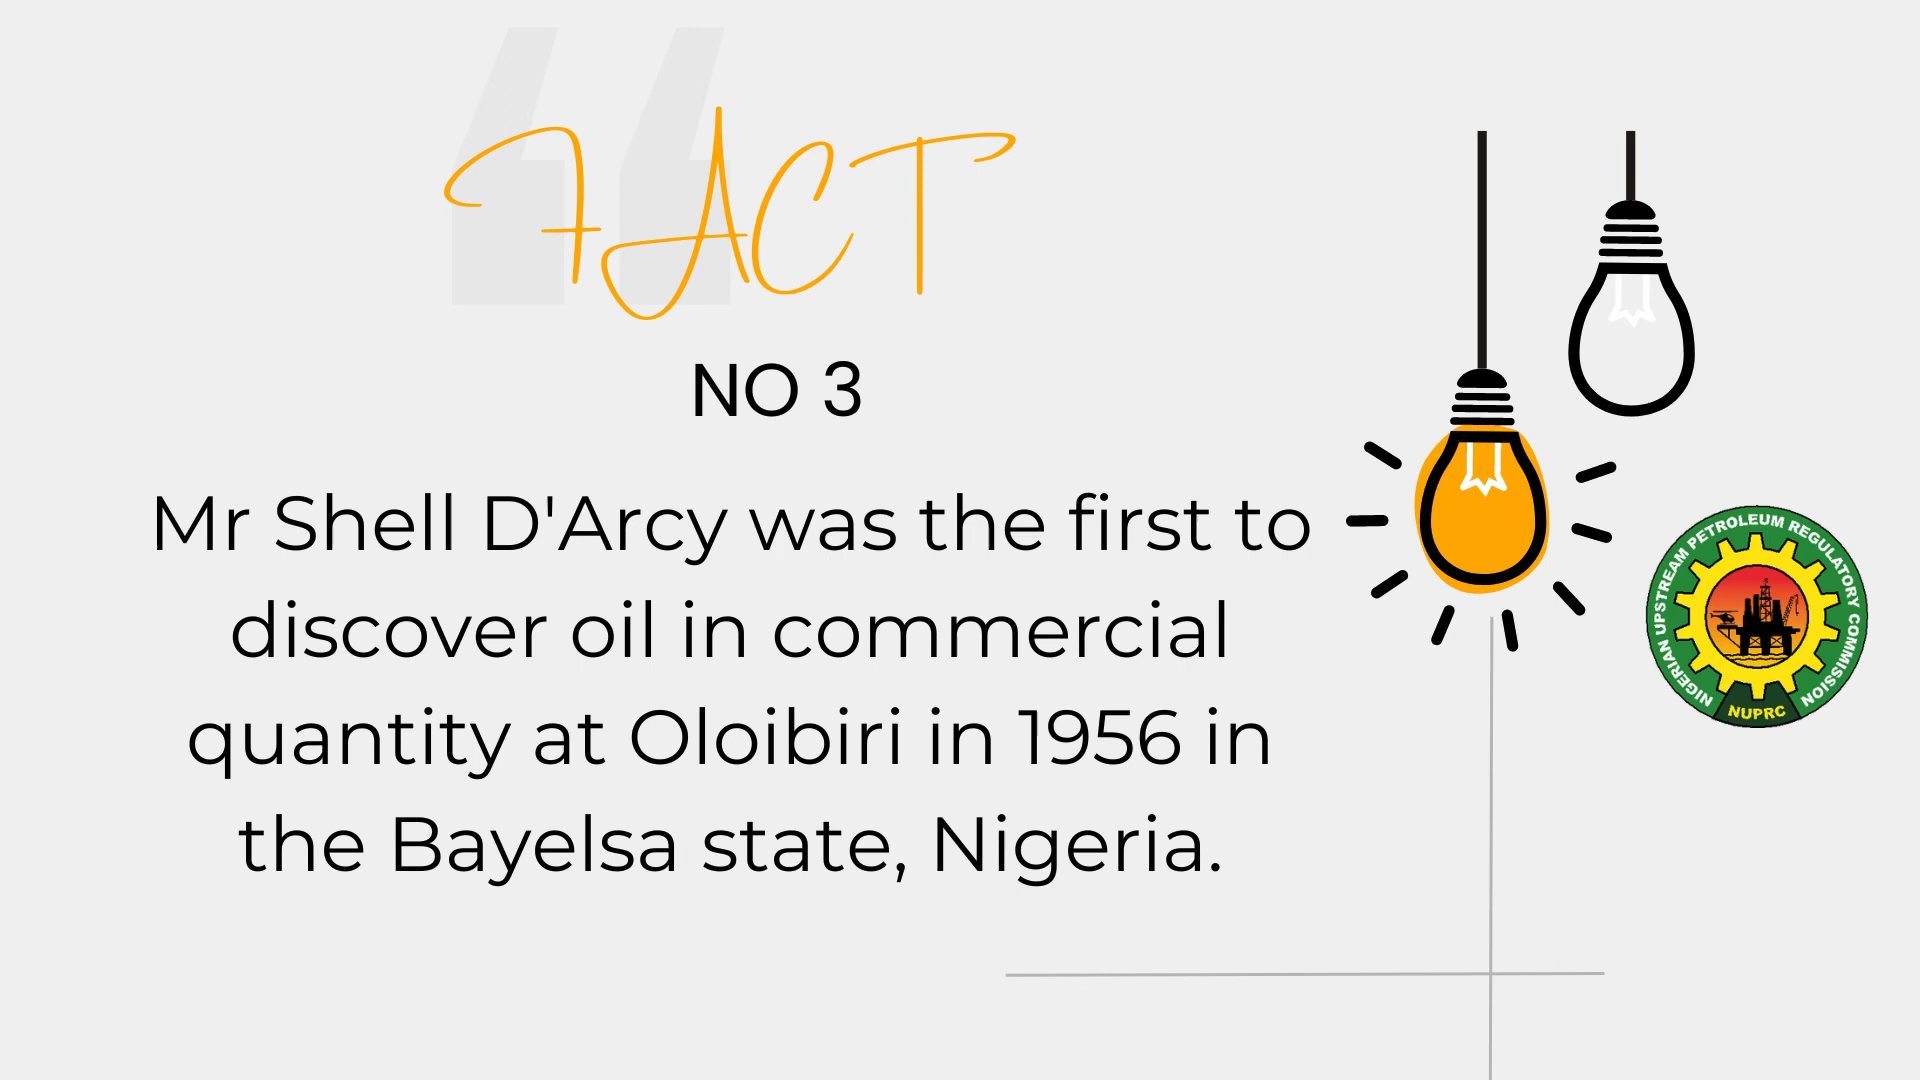 FACT
NO 3
Mr Shell D'Arcy was the first to
discover oil in commercial
quantity at Oloibiri in 1956 in
the Bayelsa state, Nigeria.
NIGERIAN UPSTREAM PETROLEUM REGULATORY COMMISSION
NUPRC